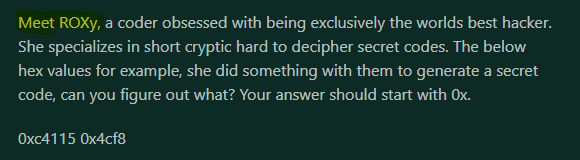 Meet ROXy, a coder obsessed with being exclusively the worlds best hacker.
She specializes in short cryptic hard to decipher secret codes. The below
hex values for example, she did something with them to generate a secret
code, can you figure out what? Your answer should start with 0x.
0xc4115 0x4cf8